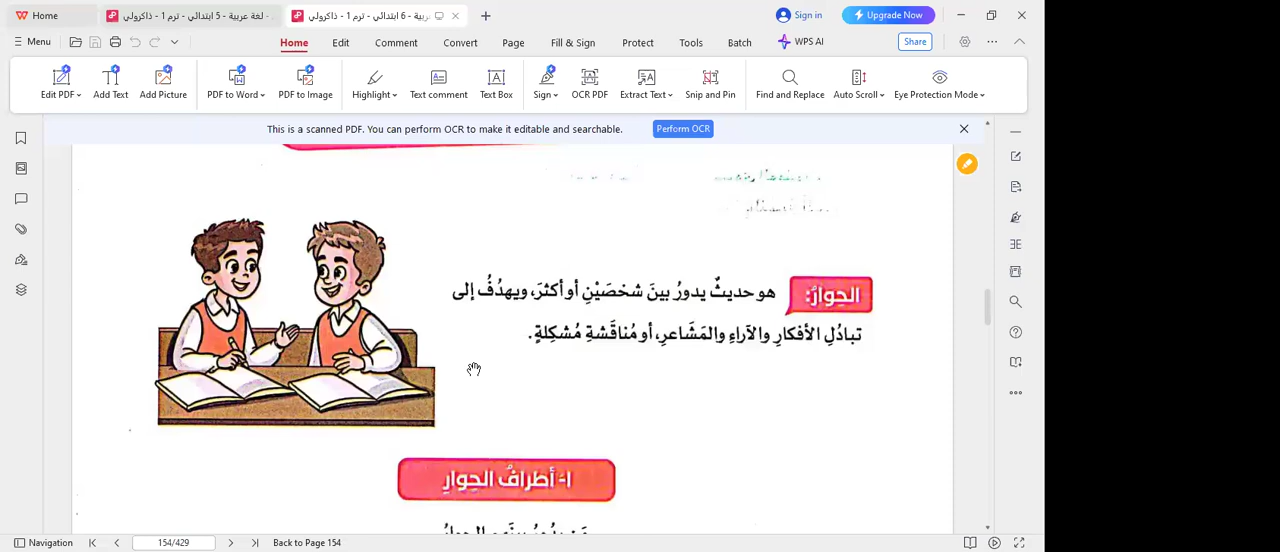 Home
لغة عربية - 5 ابتدائي - ترم 1 - ذاكرولي
6 ابتدائي - ترم 1 - ذاكرولي
Sign in
Upgrade Now
Menu
Home Edit Comment Convert Page Fill & Sign Protect Tools Batch WPS AI
Share
Edit PDF Add Text Add Picture PDF to Word PDF to Image Highlight Text comment Text Box Sign OCR PDF Extract Text Snip and Pin Find and Replace Auto Scroll Eye Protection Mode
This is a scanned PDF. You can perform OCR to make it editable and searchable. Perform OCR
الحِوارُ: هو حديثٌ يدورُ بينَ شخصَيْنِ أو أكثرَ، ويهدُفُ إلى
تبادُلِ الأفكارِ والآراءِ والمَشَاعرِ، أو مُناقَشةِ مُشكِلةٍ.
١- أطرافُ الحِوارِ
Navigation 154/429 Back to Page 154